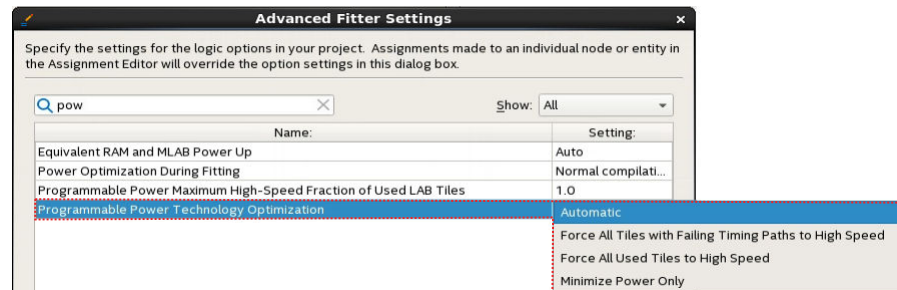 Advanced Fitter Settings
Specify the settings for the logic options in your project. Assignments made to an individual node or entity in
the Assignment Editor will override the option settings in this dialog box.
pow
Show: All
Name: Setting:
Equivalent RAM and MLAB Power Up Auto
Power Optimization During Fitting Normal compilati...
Programmable Power Maximum High-Speed Fraction of Used LAB Tiles 1.0
Programmable Power Technology Optimization Automatic
Force All Tiles with Failing Timing Paths to High Speed
Force All Used Tiles to High Speed
Minimize Power Only